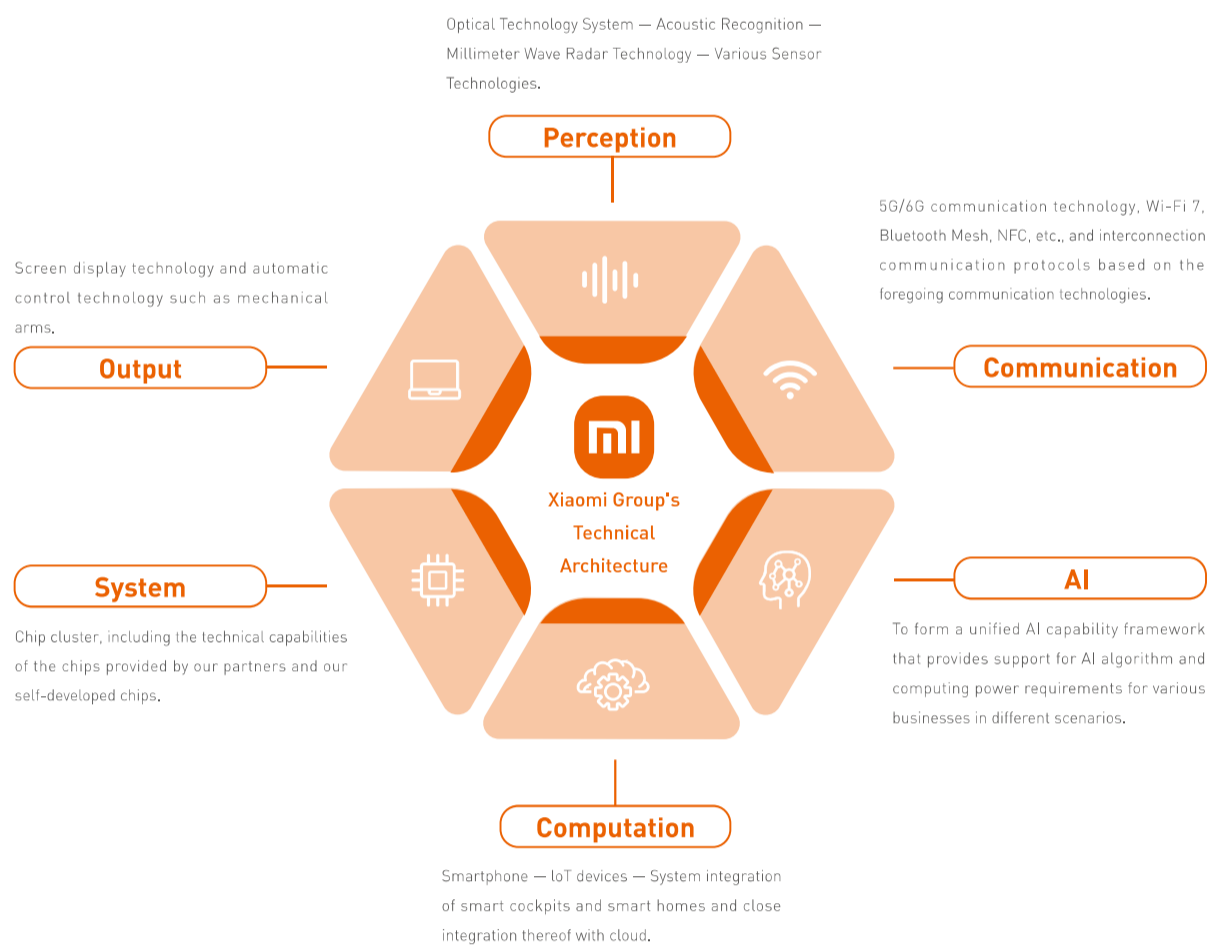 Optical Technology System — Acoustic Recognition —
Millimeter Wave Radar Technology — Various Sensor
Technologies.
Perception
5G/6G communication technology, Wi-Fi 7,
Bluetooth Mesh, NFC, etc., and interconnection
communication protocols based on the
foregoing communication technologies.
Communication
Screen display technology and automatic
control technology such as mechanical
arms.
Output
mi
Xiaomi Group's
Technical
Architecture
System
Chip cluster, including the technical capabilities
of the chips provided by our partners and our
self-developed chips.
AI
To form a unified AI capability framework
that provides support for AI algorithm and
computing power requirements for various
businesses in different scenarios.
Computation
Smartphone — loT devices — System integration
of smart cockpits and smart homes and close
integration thereof with cloud.